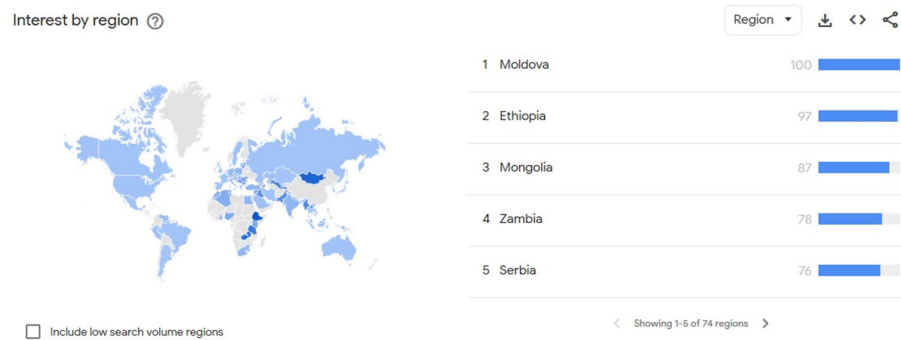 Interest by region
Region
1 Moldova 100
2 Ethiopia 97
3 Mongolia 87
4 Zambia 78
5 Serbia 76
Include low search volume regions
Showing 1-5 of 74 regions